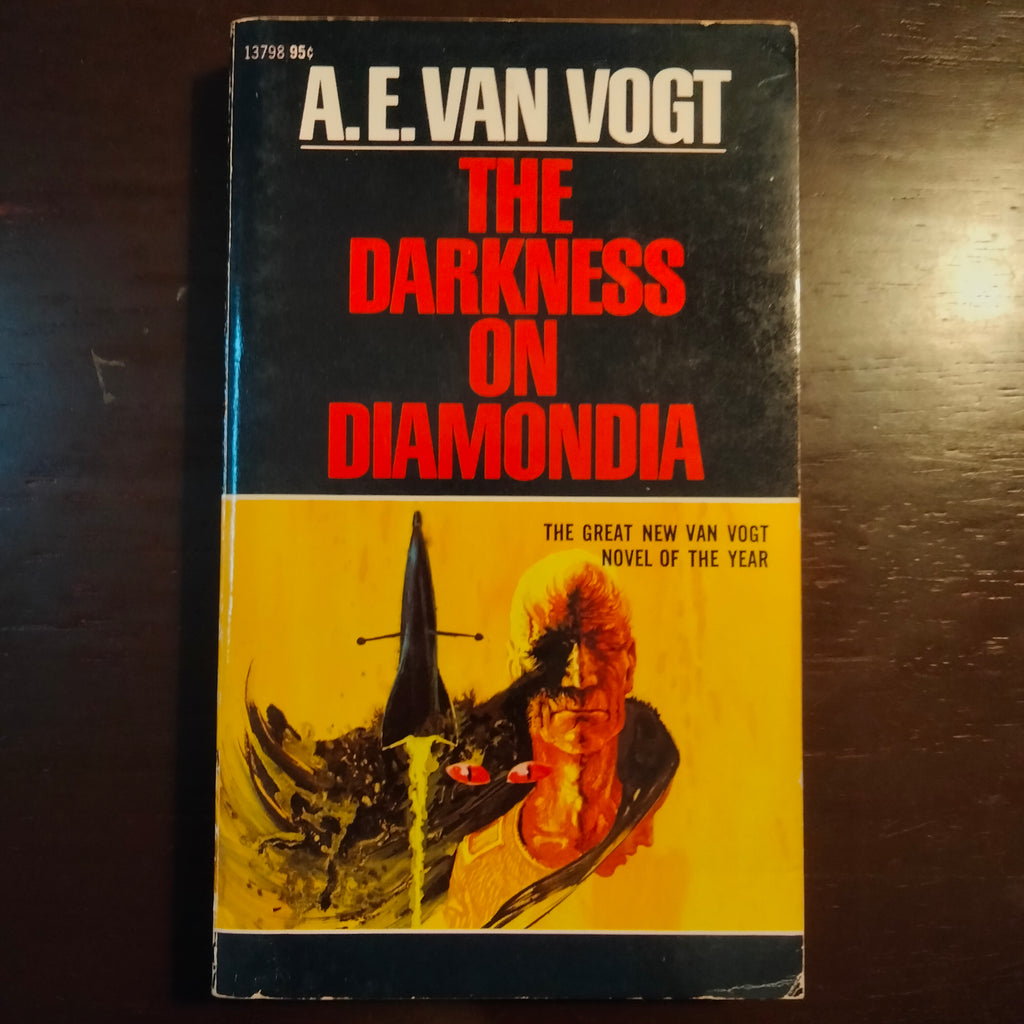 13798 95¢
A. E. VAN VOGT
THE
DARKNESS
ON
DIAMONDIA
THE GREAT NEW VAN VOGT
NOVEL OF THE YEAR